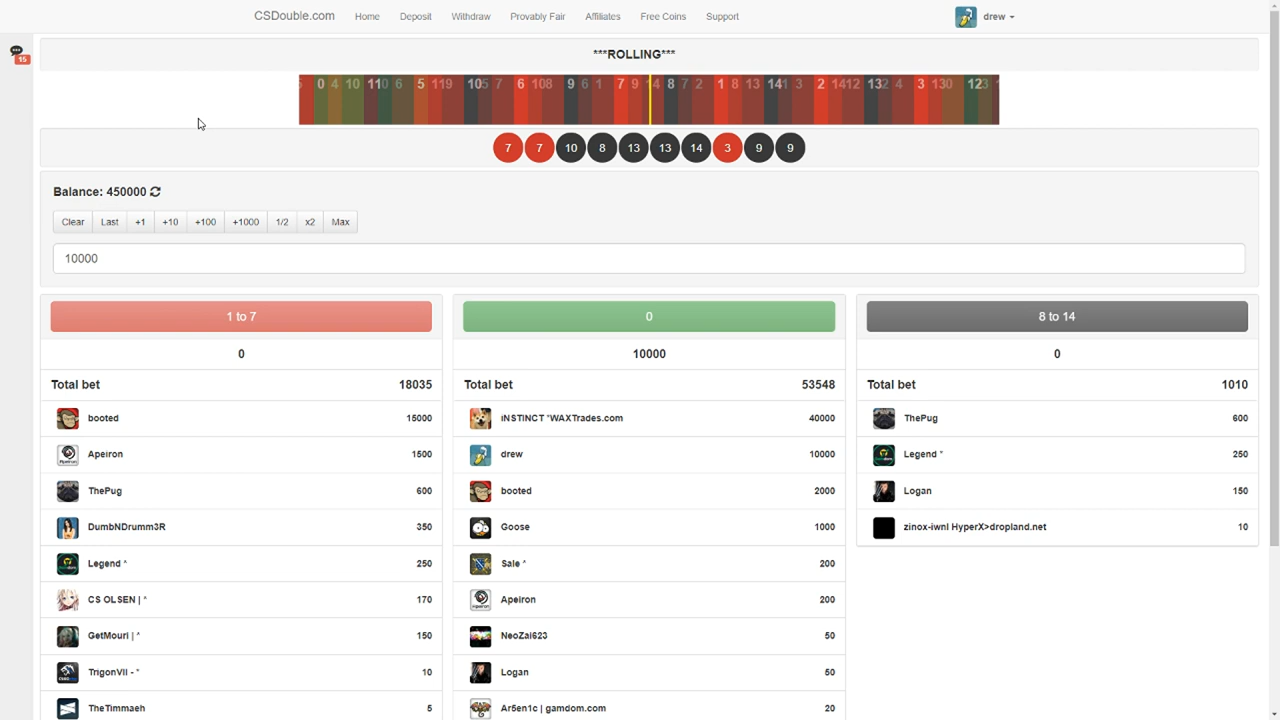 CSDouble.com Home Deposit Withdraw Provably Fair Affiliates Free Coins Support drew
15
***ROLLING***
7 7 10 8 13 13 14 3 9 9
Balance: 450000
Clear Last +1 +10 +100 +1000 1/2 x2 Max
10000
1 to 7 0 8 to 14
0 10000 0
Total bet 18035 Total bet 53548 Total bet 1010
booted 15000 iNSTINCT "WAXTrades.com 40000 ThePug 600
Apeiron 1500 drew 10000 Legend ^ 250
ThePug 600 booted 2000 Logan 150
DumbNDrumm3R 350 Goose 1000 zinox-iwnl HyperX>dropland.net 10
Legend ^ 250 Sale ^ 200
CS OLSEN | ^ 170 Apeiron 200
GetMouri | ^ 150 NeoZai623 50
TrigonVII - ^ 10 Logan 50
TheTimmaeh 5 Ar5en1c | gamdom.com 20